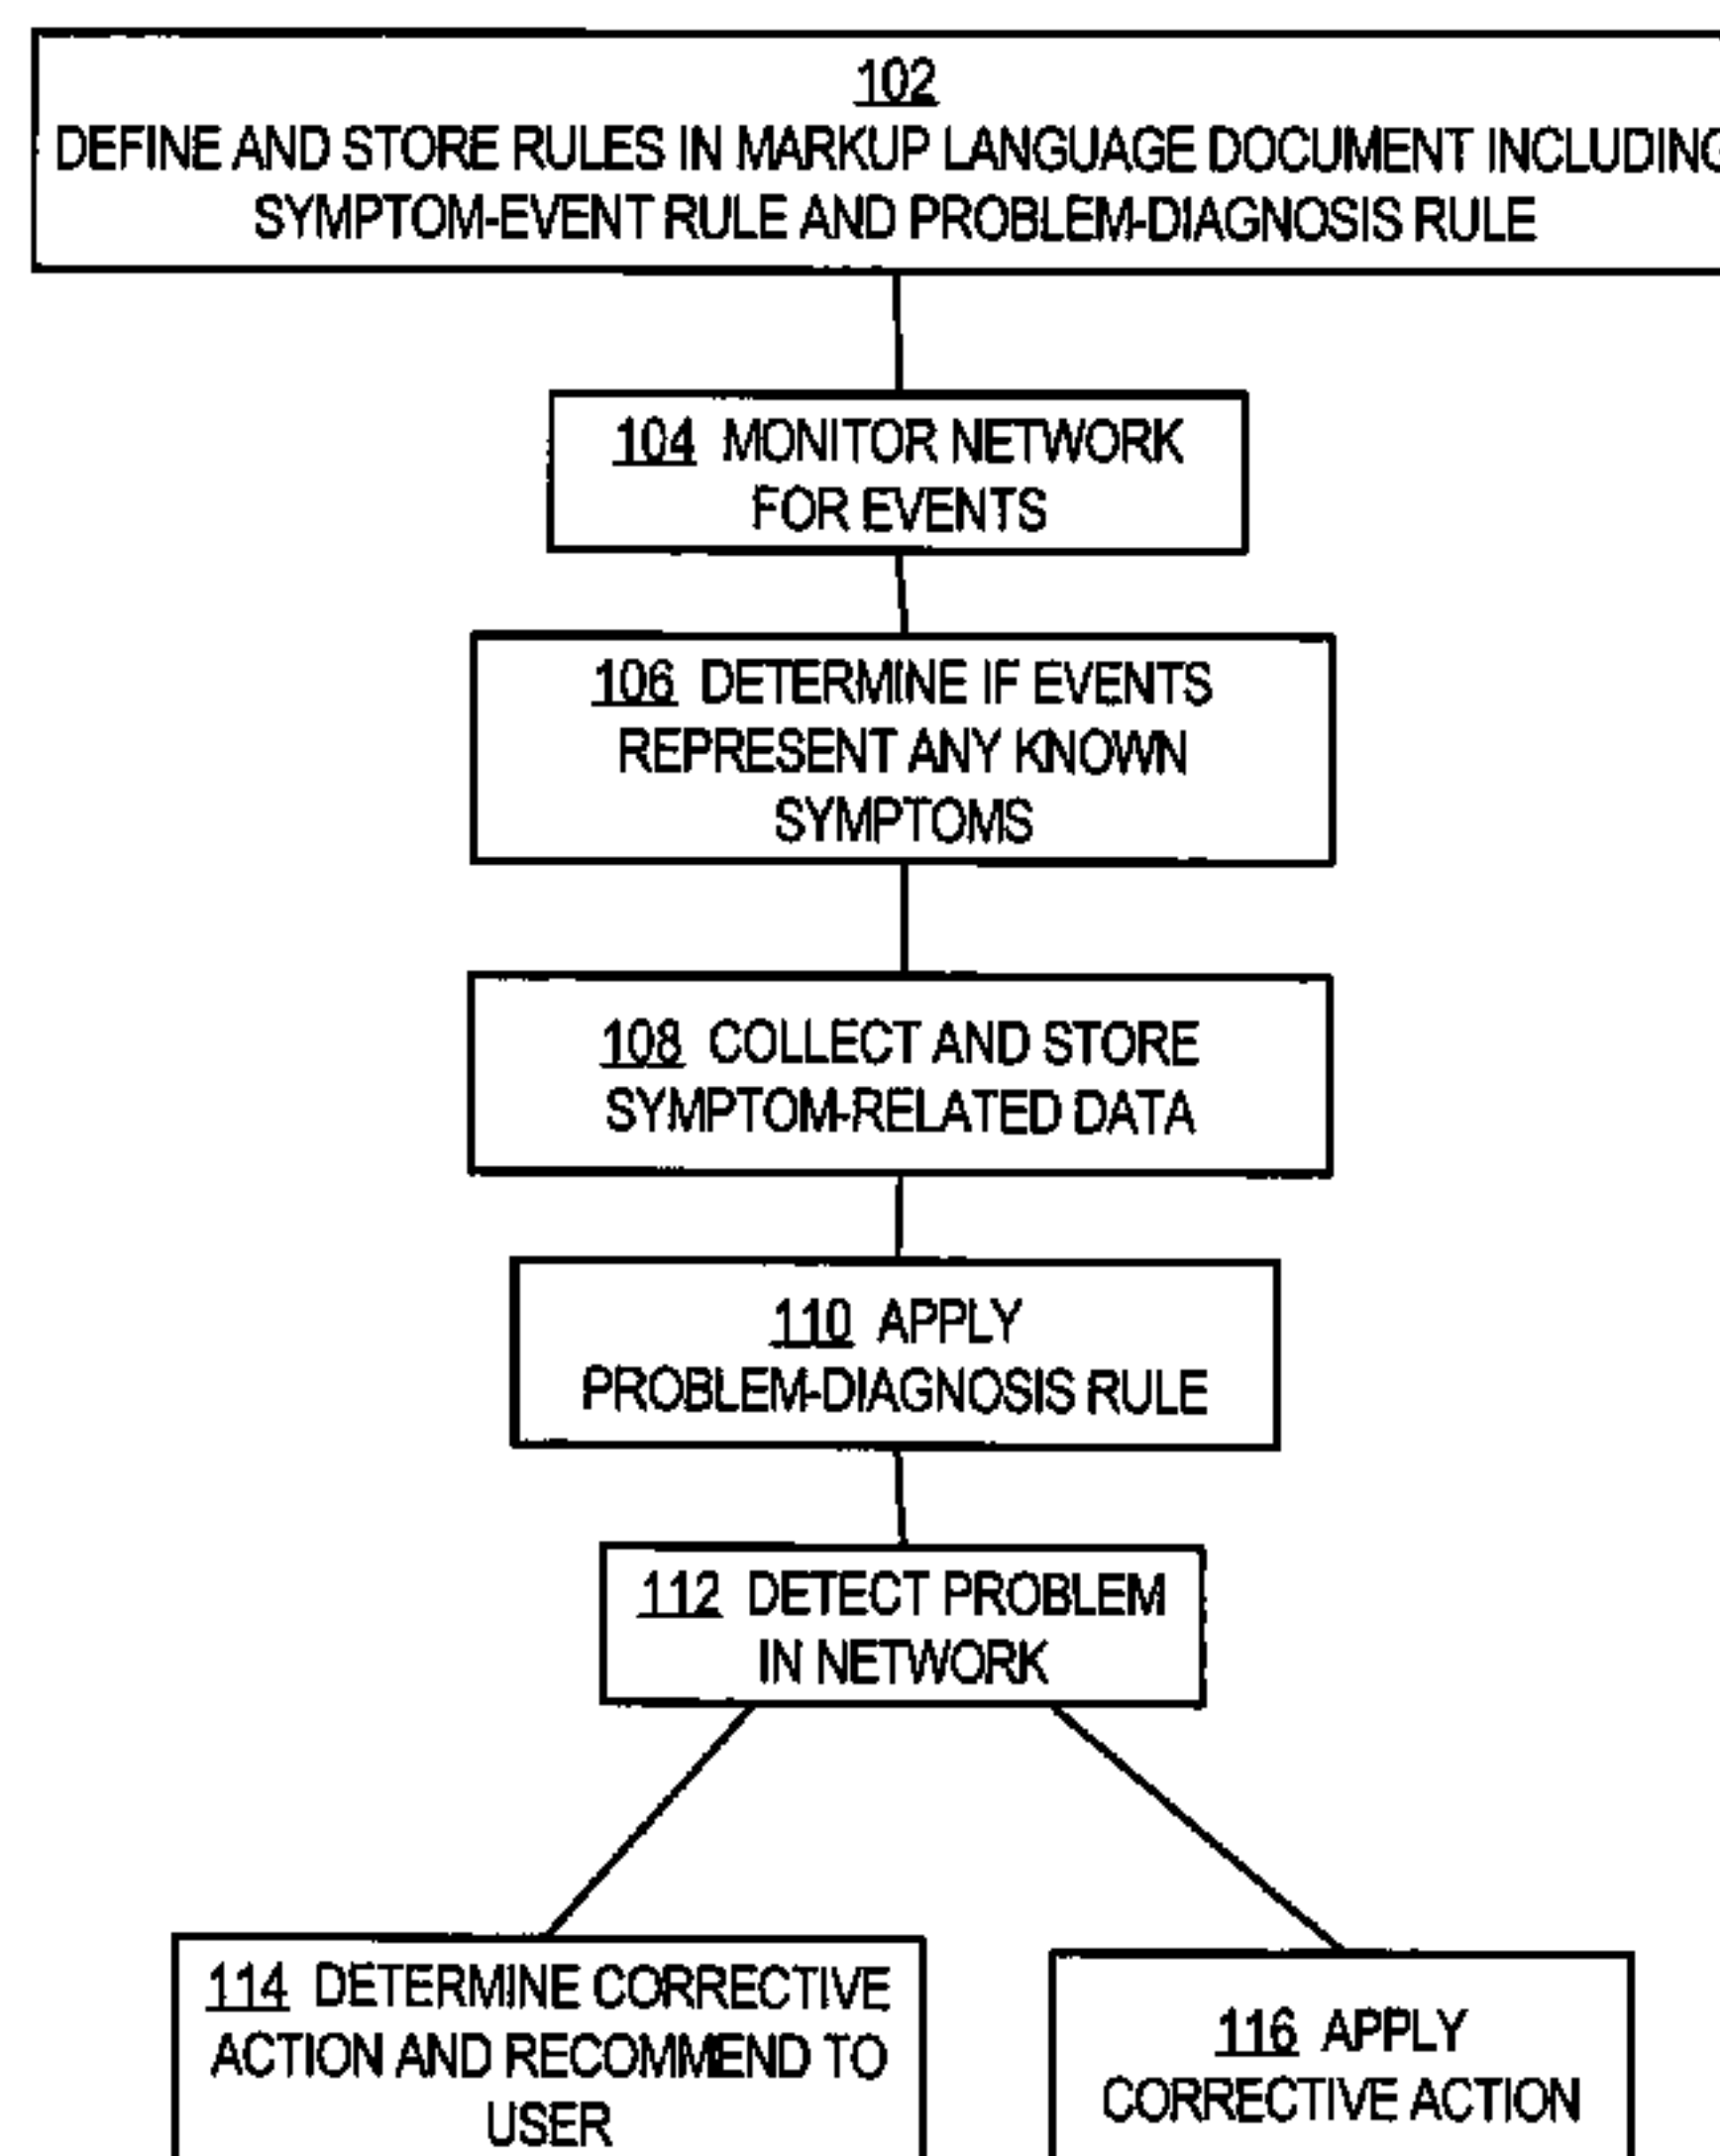 102
DEFINE AND STORE RULES IN MARKUP LANGUAGE DOCUMENT INCLUDING
SYMPTOM-EVENT RULE AND PROBLEM-DIAGNOSIS RULE
104 MONITOR NETWORK
FOR EVENTS
106 DETERMINE IF EVENTS
REPRESENT ANY KNOWN
SYMPTOMS
108 COLLECT AND STORE
SYMPTOM-RELATED DATA
110 APPLY
PROBLEM-DIAGNOSIS RULE
112 DETECT PROBLEM
IN NETWORK
114 DETERMINE CORRECTIVE
ACTION AND RECOMMEND TO
USER
116 APPLY
CORRECTIVE ACTION